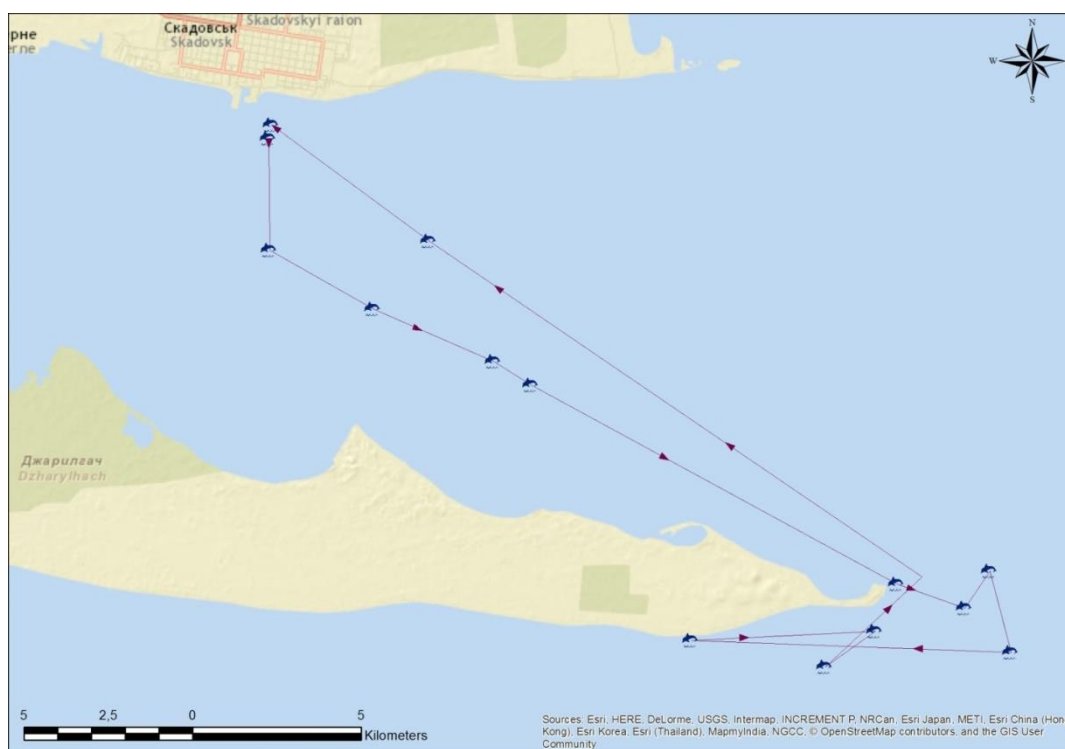 Skadovskyi raion
Скадовськ
Skadovsk
рне
erne
N
W
S
Джарилгач
Dzharylhach
5 2,5 0 5
Kilometers
Sources: Esri, HERE, DeLorme, USGS, Intermap, INCREMENT P, NRCan, Esri Japan, METI, Esri China (Hong
Kong), Esri Korea, Esri (Thailand), MapmyIndia, NGCC, © OpenStreetMap contributors, and the GIS User
Community